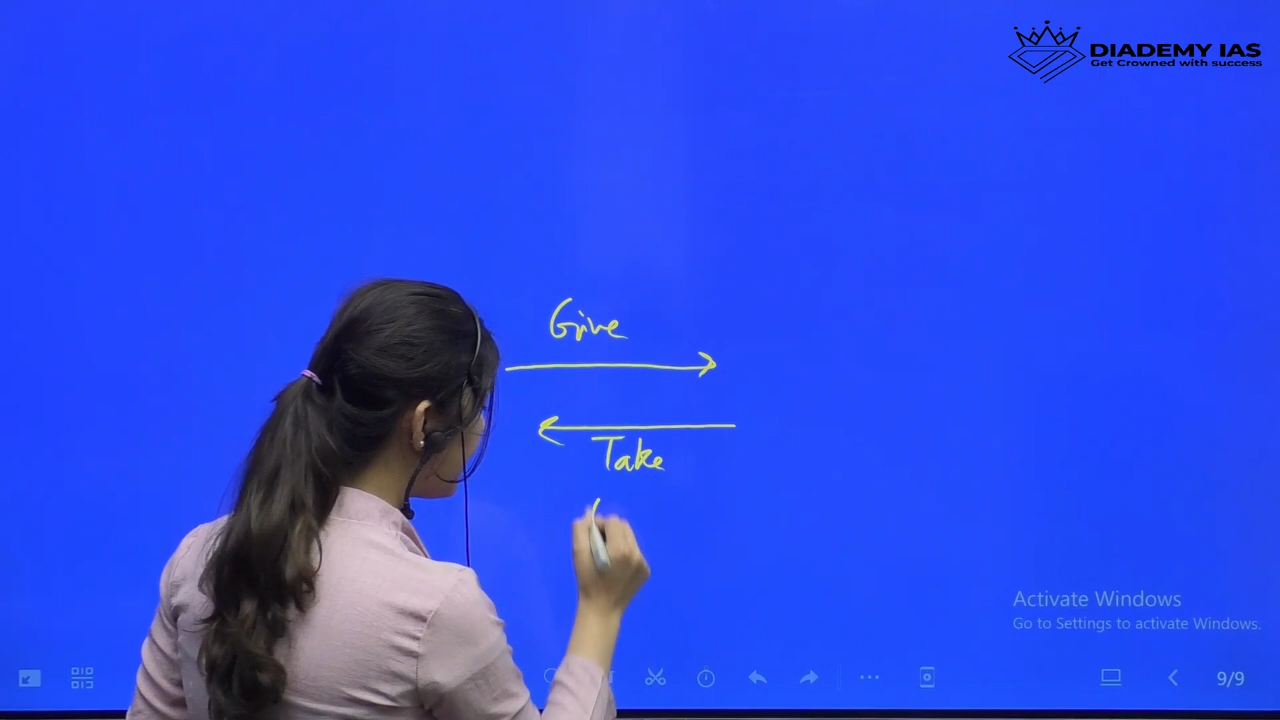 DIADEMY IAS
Get Crowned with success
Give
Take
Activate Windows
Go to Settings to activate Windows.
9/9